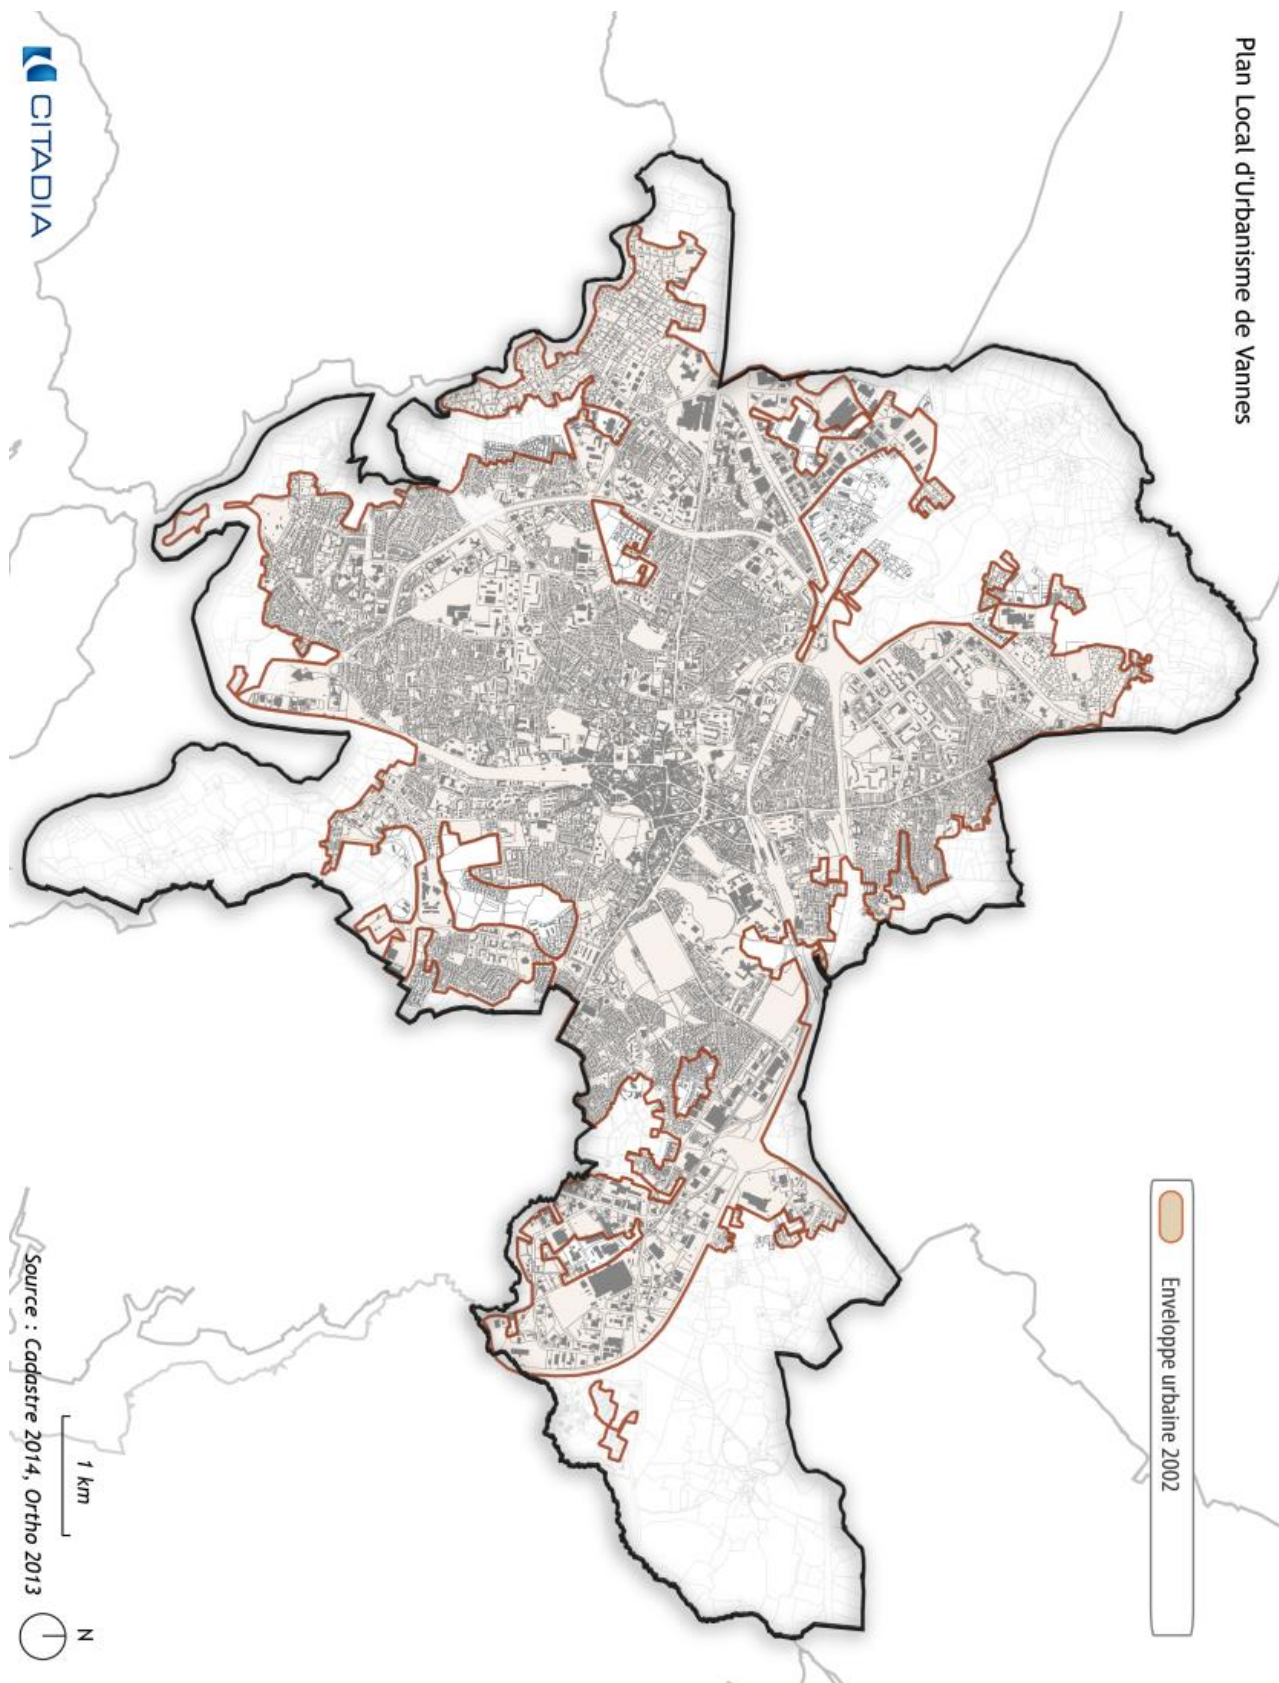 Plan Local d'Urbanisme de Vannes
Enveloppe urbaine 2002
CITADIA
1 km
N
Source : Cadastre 2014, Ortho 2013